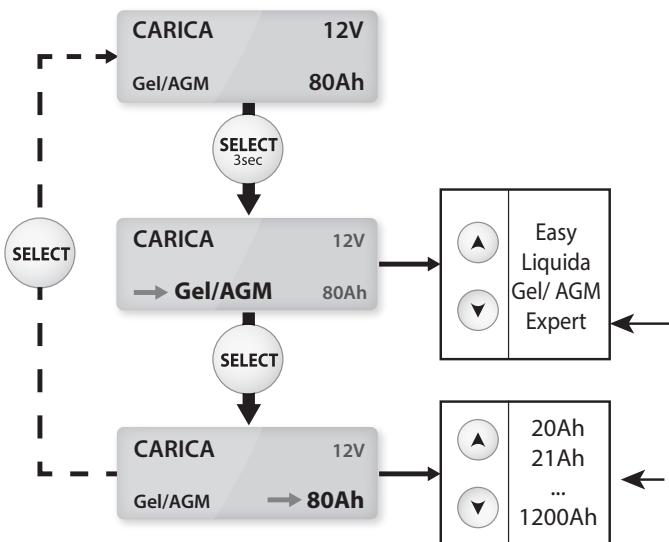 CARICA 12V
Gel/AGM 80Ah
SELECT
3sec
SELECT
CARICA 12V
Gel/AGM 80Ah
Easy
Liquida
Gel/ AGM
Expert
SELECT
CARICA 12V
Gel/AGM 80Ah
20Ah
21Ah
...
1200Ah